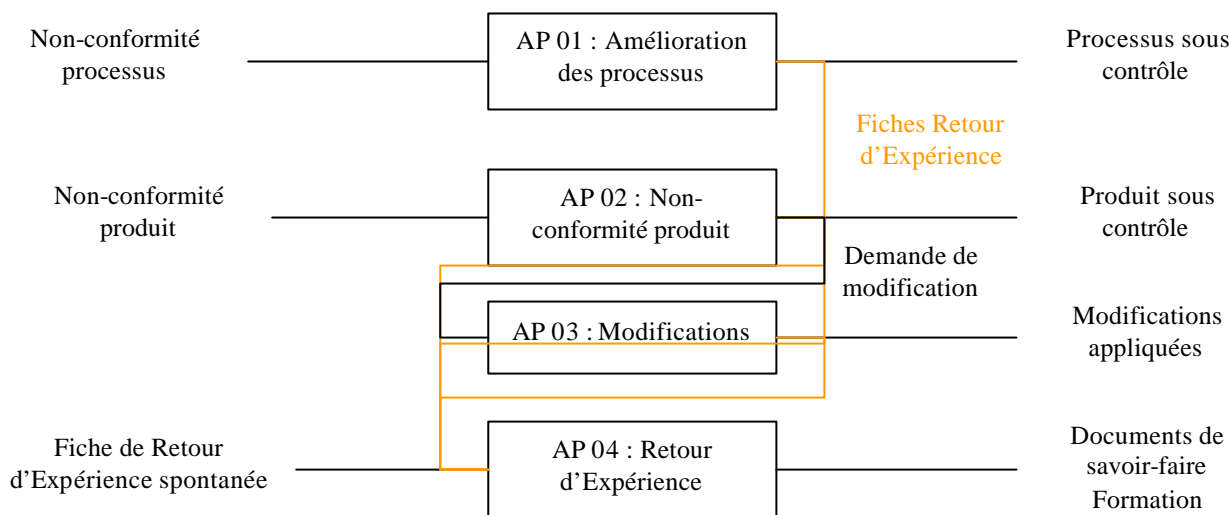 Non-conformité
processus
AP 01 : Amélioration
des processus
Processus sous
contrôle
Fiches Retour
d’Expérience
Non-conformité
produit
AP 02 : Non-
conformité produit
Produit sous
contrôle
Demande de
modification
AP 03 : Modifications
Modifications
appliquées
Fiche de Retour
d’Expérience spontanée
AP 04 : Retour
d’Expérience
Documents de
savoir-faire
Formation